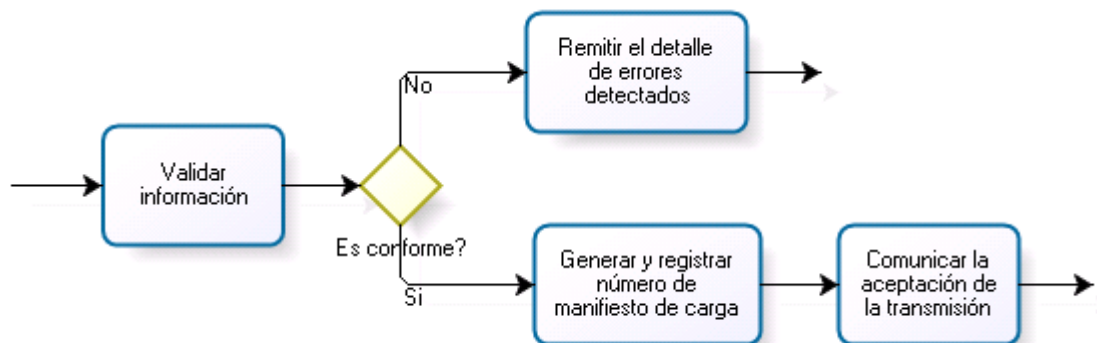 Validar
información
Es conforme?
No
Remitir el detalle
de errores
detectados
Si
Generar y registrar
número de
manifiesto de carga
Comunicar la
aceptación de
la transmisión